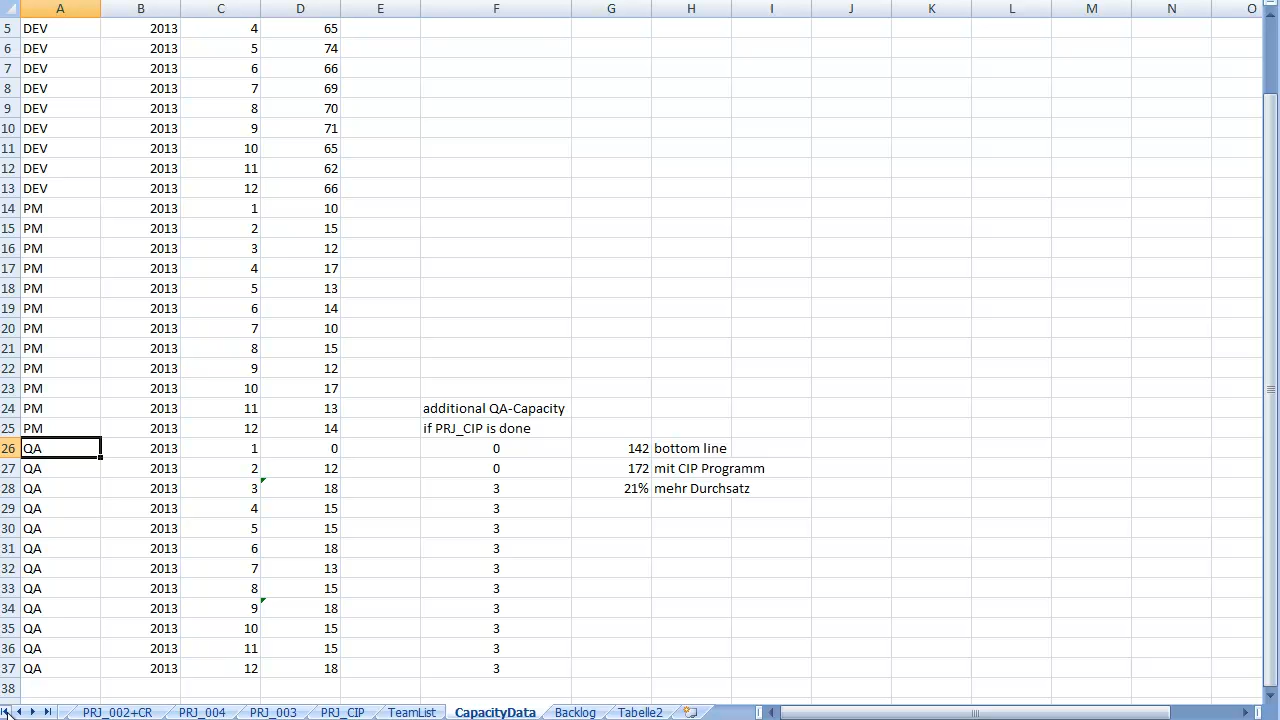 A B C D E F G H I J K L M N O
5 DEV 2013 4 65
6 DEV 2013 5 74
7 DEV 2013 6 66
8 DEV 2013 7 69
9 DEV 2013 8 70
10 DEV 2013 9 71
11 DEV 2013 10 65
12 DEV 2013 11 62
13 DEV 2013 12 66
14 PM 2013 1 10
15 PM 2013 2 15
16 PM 2013 3 12
17 PM 2013 4 17
18 PM 2013 5 13
19 PM 2013 6 14
20 PM 2013 7 10
21 PM 2013 8 15
22 PM 2013 9 12
23 PM 2013 10 17
24 PM 2013 11 13 additional QA-Capacity
25 PM 2013 12 14 if PRJ_CIP is done
26 QA 2013 1 0 0 142 bottom line
27 QA 2013 2 12 0 172 mit CIP Programm
28 QA 2013 3 18 3 21% mehr Durchsatz
29 QA 2013 4 15 3
30 QA 2013 5 15 3
31 QA 2013 6 18 3
32 QA 2013 7 13 3
33 QA 2013 8 15 3
34 QA 2013 9 18 3
35 QA 2013 10 15 3
36 QA 2013 11 15 3
37 QA 2013 12 18 3
38
PRJ_002+CR PRJ_004 PRJ_003 PRJ_CIP TeamList CapacityData Backlog Tabelle2